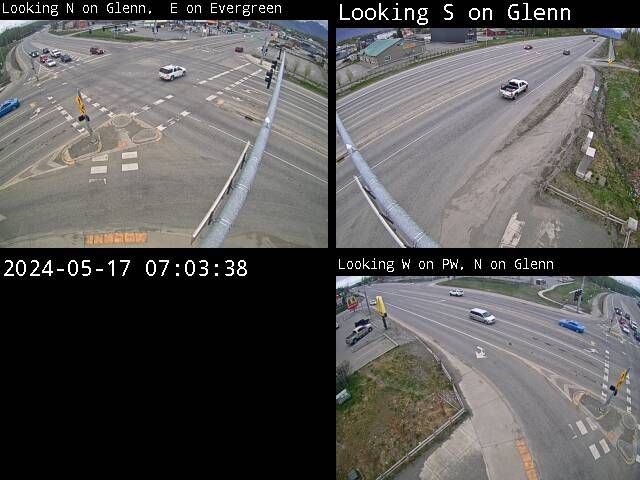 Looking N on Glenn, E on Evergreen
Looking S on Glenn
2024-05-17 07:03:38
Looking W on PW, N on Glenn